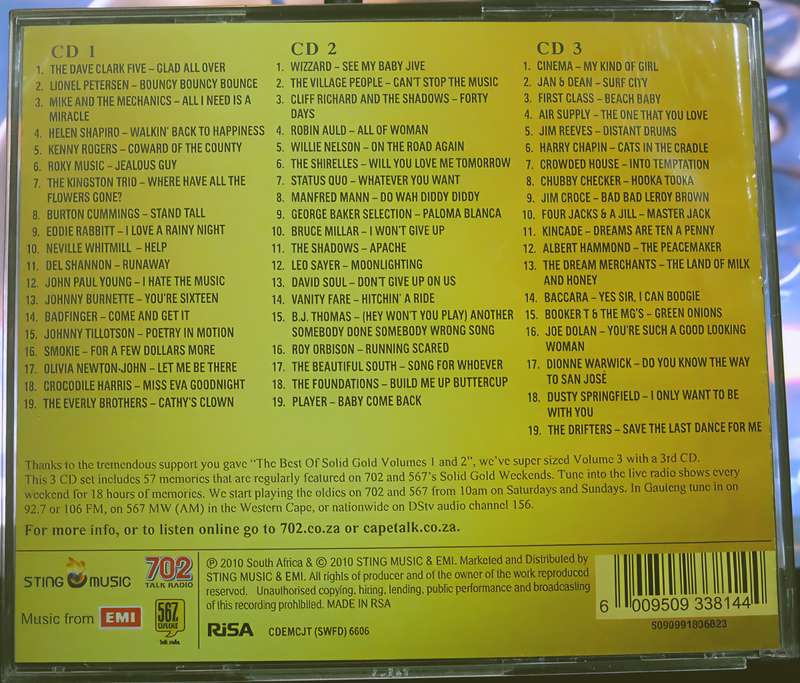 CD 1
1. THE DAVE CLARK FIVE – GLAD ALL OVER
2. LIONEL PETERSEN – BOUNCY BOUNCY BOUNCE
3. MIKE AND THE MECHANICS – ALL I NEED IS A
MIRACLE
4. HELEN SHAPIRO – WALKIN' BACK TO HAPPINESS
5. KENNY ROGERS – COWARD OF THE COUNTY
6. ROXY MUSIC – JEALOUS GUY
7. THE KINGSTON TRIO – WHERE HAVE ALL THE
FLOWERS GONE?
8. BURTON CUMMINGS – STAND TALL
9. EDDIE RABBITT – I LOVE A RAINY NIGHT
10. NEVILLE WHITMILL – HELP
11. DEL SHANNON – RUNAWAY
12. JOHN PAUL YOUNG – I HATE THE MUSIC
13. JOHNNY BURNETTE – YOU'RE SIXTEEN
14. BADFINGER – COME AND GET IT
15. JOHNNY TILLOTSON – POETRY IN MOTION
16. SMOKIE – FOR A FEW DOLLARS MORE
17. OLIVIA NEWTON-JOHN – LET ME BE THERE
18. CROCODILE HARRIS – MISS EVA GOODNIGHT
19. THE EVERLY BROTHERS – CATHY'S CLOWN
CD 2
1. WIZZARD – SEE MY BABY JIVE
2. THE VILLAGE PEOPLE – CAN'T STOP THE MUSIC
3. CLIFF RICHARD AND THE SHADOWS – FORTY
DAYS
4. ROBIN AULD – ALL OF WOMAN
5. WILLIE NELSON – ON THE ROAD AGAIN
6. THE SHIRELLES – WILL YOU LOVE ME TOMORROW
7. STATUS QUO – WHATEVER YOU WANT
8. MANFRED MANN – DO WAH DIDDY DIDDY
9. GEORGE BAKER SELECTION – PALOMA BLANCA
10. BRUCE MILLAR – I WON'T GIVE UP
11. THE SHADOWS – APACHE
12. LEO SAYER – MOONLIGHTING
13. DAVID SOUL – DON'T GIVE UP ON US
14. VANITY FARE – HITCHIN' A RIDE
15. B.J. THOMAS – (HEY WON'T YOU PLAY) ANOTHER
SOMEBODY DONE SOMEBODY WRONG SONG
16. ROY ORBISON – RUNNING SCARED
17. THE BEAUTIFUL SOUTH – SONG FOR WHOEVER
18. THE FOUNDATIONS – BUILD ME UP BUTTERCUP
19. PLAYER – BABY COME BACK
CD 3
1. CINEMA – MY KIND OF GIRL
2. JAN & DEAN – SURF CITY
3. FIRST CLASS – BEACH BABY
4. AIR SUPPLY – THE ONE THAT YOU LOVE
5. JIM REEVES – DISTANT DRUMS
6. HARRY CHAPIN – CATS IN THE CRADLE
7. CROWDED HOUSE – INTO TEMPTATION
8. CHUBBY CHECKER – HOOKA TOOKA
9. JIM CROCE – BAD BAD LEROY BROWN
10. FOUR JACKS & A JILL – MASTER JACK
11. KINCADE – DREAMS ARE TEN A PENNY
12. ALBERT HAMMOND – THE PEACEMAKER
13. THE DREAM MERCHANTS – THE LAND OF MILK
AND HONEY
14. BACCARA – YES SIR, I CAN BOOGIE
15. BOOKER T & THE MG'S – GREEN ONIONS
16. JOE DOLAN – YOU'RE SUCH A GOOD LOOKING
WOMAN
17. DIONNE WARWICK – DO YOU KNOW THE WAY
TO SAN JOSÉ
18. DUSTY SPRINGFIELD – I ONLY WANT TO BE
WITH YOU
19. THE DRIFTERS – SAVE THE LAST DANCE FOR ME
Thanks to the tremendous support you gave "The Best Of Solid Gold Volumes 1 and 2", we've super sized Volume 3 with a 3rd CD.
This 3 CD set includes 57 memories that are regularly featured on 702 and 567's Solid Gold Weekends. Tune into the live radio shows every
weekend for 18 hours of memories. We start playing the oldies on 702 and 567 from 10am on Saturdays and Sundays. In Gauteng tune in on
92.7 or 106 FM, on 567 MW (AM) in the Western Cape, or nationwide on DStv audio channel 156.
For more info, or to listen online go to 702.co.za or capetalk.co.za.
STING MUSIC
702
TALK RADIO
Music from EMI
567
CAPETALK
℗ 2010 South Africa & © 2010 STING MUSIC & EMI. Marketed and Distributed by
STING MUSIC & EMI. All rights of producer and of the owner of the work reproduced
reserved. Unauthorised copying, hiring, lending, public performance and broadcasting
of this recording prohibited. MADE IN RSA
RiSA CDEMCJT (SWFD) 6606
6 009509 338144
5099991806823